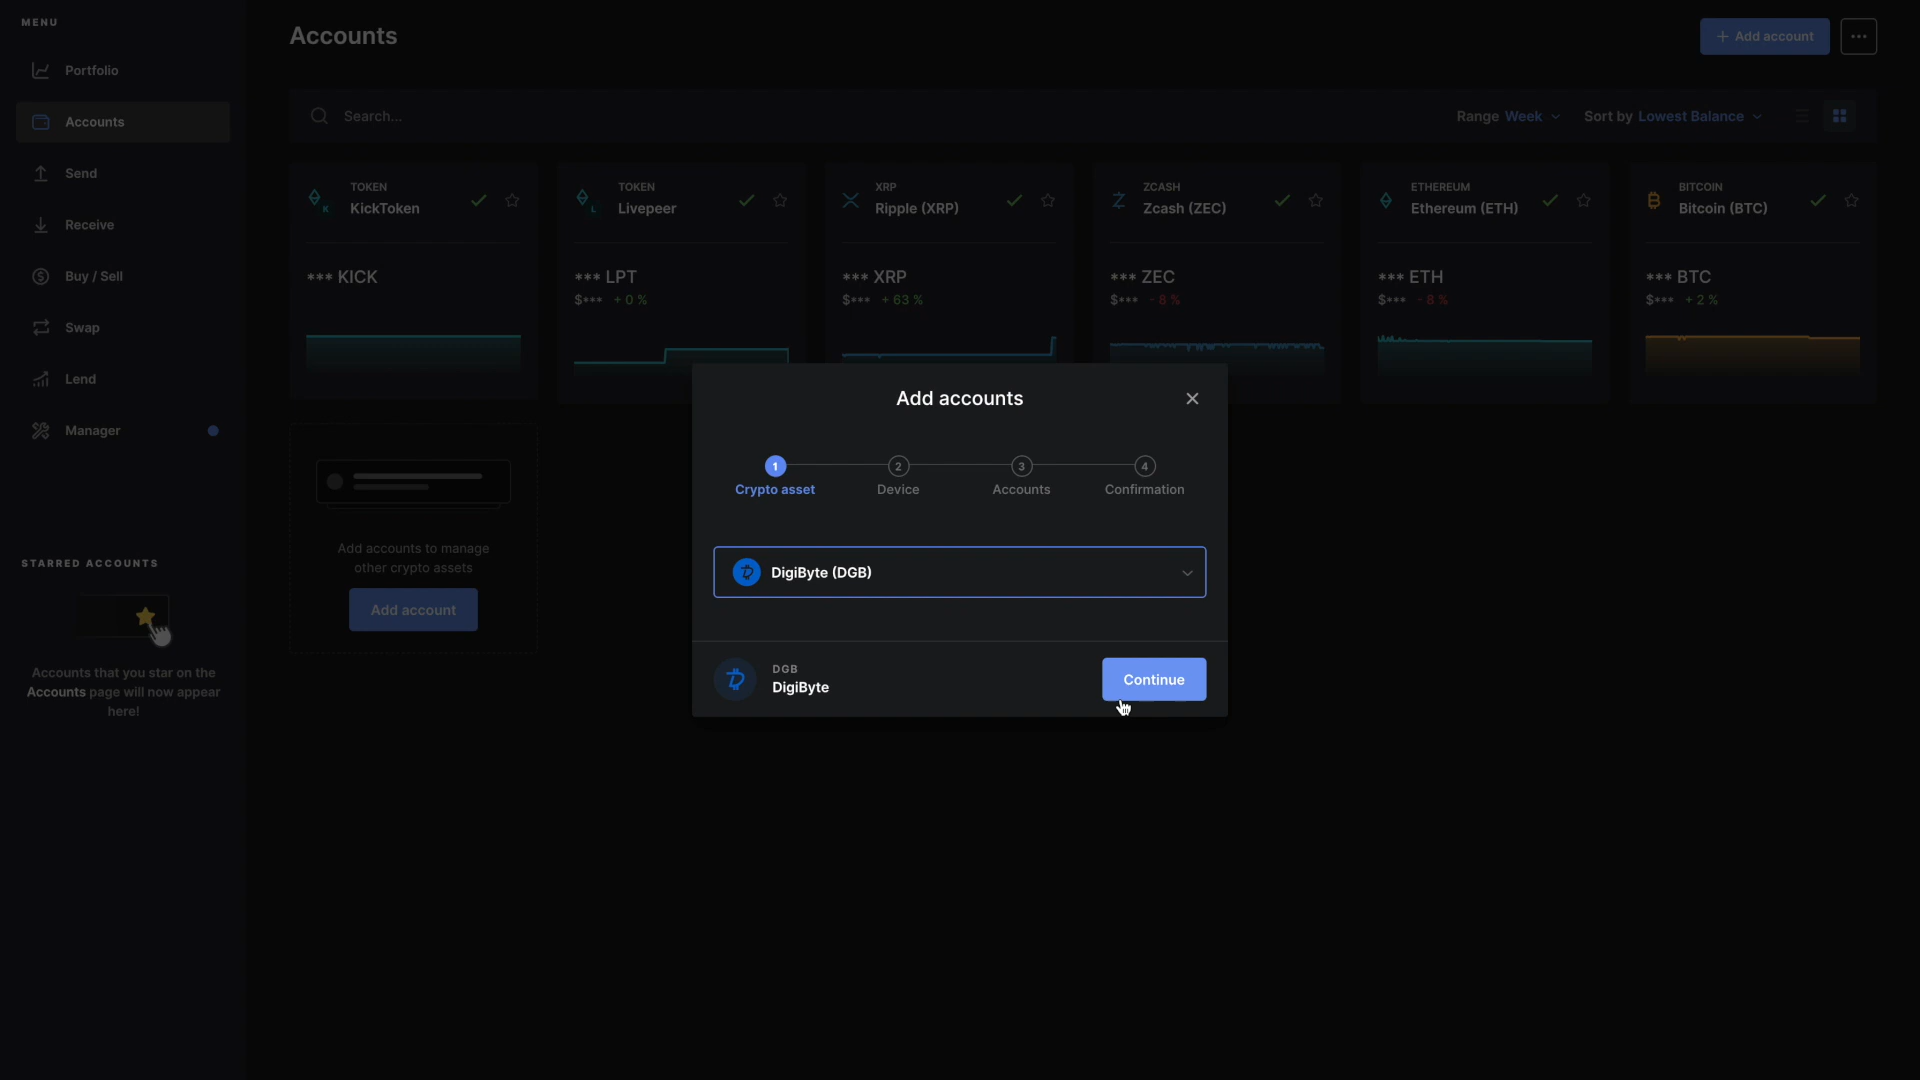 MENU
Portfolio
Accounts
Send
Receive
Buy / Sell
Swap
Lend
Manager
STARRED ACCOUNTS
Accounts that you star on the
Accounts page will now appear
here!
Accounts
+ Add account
Search...
Range Week
Sort by Lowest Balance
TOKEN
KickToken
*** KICK
TOKEN
Livepeer
*** LPT
$*** + 0 %
XRP
Ripple (XRP)
*** XRP
$*** + 63 %
ZCASH
Zcash (ZEC)
*** ZEC
$*** - 8 %
ETHEREUM
Ethereum (ETH)
*** ETH
$*** - 8 %
BITCOIN
Bitcoin (BTC)
*** BTC
$*** + 2 %
Add accounts to manage
other crypto assets
Add account
Add accounts
1
Crypto asset
2
Device
3
Accounts
4
Confirmation
DigiByte (DGB)
DGB
DigiByte
Continue